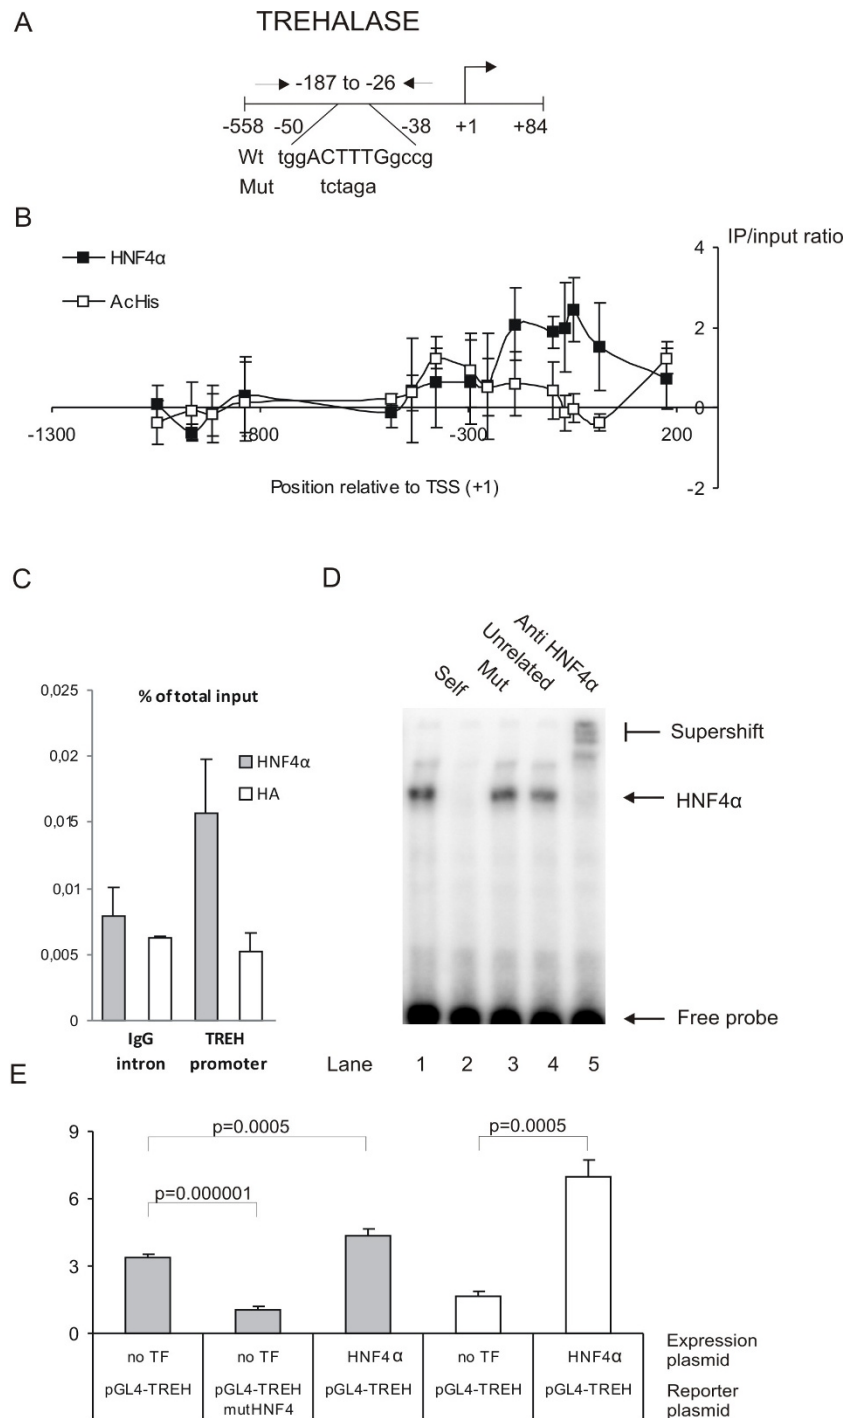 A
TREHALASE
-187 to -26
-558 -50 -38 +1 +84
Wt tggACTTTGgccg
Mut tctaga
B
IP/input ratio
HNF4α
AcHis
4
2
0
-2
-1300 -800 -300 200
Position relative to TSS (+1)
C
% of total input
0,025
0,02
0,015
0,01
0,005
0
HNF4α
HA
IgG intron
TREH promoter
D
Self
Mut
Unrelated
Anti HNF4α
Supershift
HNF4α
Free probe
Lane 1 2 3 4 5
E
9
6
3
0
p=0.0005
p=0.000001
p=0.0005
no TF no TF HNF4α no TF HNF4α
Expression plasmid
pGL4-TREH pGL4-TREH mutHNF4 pGL4-TREH pGL4-TREH pGL4-TREH
Reporter plasmid